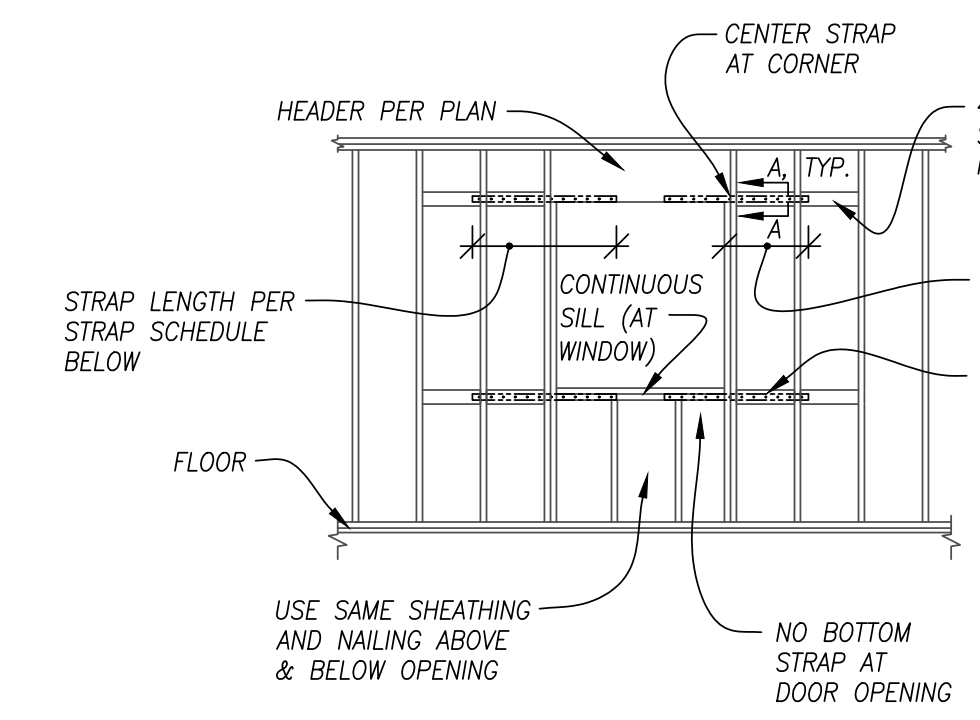 CENTER STRAP
AT CORNER
HEADER PER PLAN
A, TYP.
A
STRAP LENGTH PER
STRAP SCHEDULE
BELOW
CONTINUOUS
SILL (AT
WINDOW)
FLOOR
USE SAME SHEATHING
AND NAILING ABOVE
& BELOW OPENING
NO BOTTOM
STRAP AT
DOOR OPENING